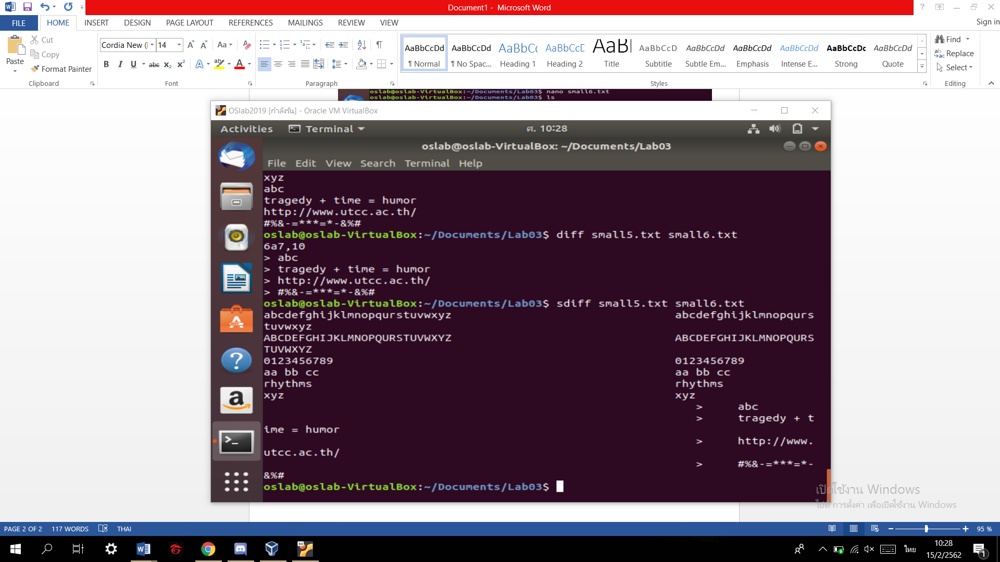 Document1 - Microsoft Word
?
FILE
HOME
INSERT
DESIGN
PAGE LAYOUT
REFERENCES
MAILINGS
REVIEW
VIEW
Sign in
Paste
Cut
Copy
Format Painter
Clipboard
Cordia New (
14
Font
Paragraph
AaBbCcDd
¶ Normal
AaBbCcDd
¶ No Spac...
AaBbCc
Heading 1
AaBbCcD
Heading 2
AaBl
Title
AaBbCcD
Subtitle
AaBbCcDd
Subtle Em...
AaBbCcDd
Emphasis
AaBbCcDd
Intense E...
AaBbCcDc
Strong
AaBbCcDd
Quote
Styles
Find
Replace
Select
Editing
oslab@oslab-VirtualBox:~/Documents/Lab03$ nano small6.txt
oslab@oslab-VirtualBox:~/Documents/Lab03$ ls
OSlab2019 [กำลังรัน] - Oracle VM VirtualBox
Activities
Terminal
ศ. 10:28
oslab@oslab-VirtualBox: ~/Documents/Lab03
File Edit View Search Terminal Help
xyz
abc
tragedy + time = humor
http://www.utcc.ac.th/
#%&-=***=*-&%#
oslab@oslab-VirtualBox:~/Documents/Lab03$ diff small5.txt small6.txt
6a7,10
> abc
> tragedy + time = humor
> http://www.utcc.ac.th/
> #%&-=***=*-&%#
oslab@oslab-VirtualBox:~/Documents/Lab03$ sdiff small5.txt small6.txt
abcdefghijklmnopqurstuvwxyz abcdefghijklmnopqurs
tuvwxyz
ABCDEFGHIJKLMNOPQURSTUVWXYZ ABCDEFGHIJKLMNOPQURS
TUVWXYZ
0123456789 0123456789
aa bb cc aa bb cc
rhythms rhythms
xyz xyz
> abc
> tragedy + t
ime = humor
> http://www.
utcc.ac.th/
> #%&-=***=*-
&%#
oslab@oslab-VirtualBox:~/Documents/Lab03$
เปิดใช้งาน Windows
ไปที่ การตั้งค่า เพื่อเปิดใช้งาน Windows
PAGE 2 OF 2
117 WORDS
THAI
95 %
ไทย
10:28
15/2/2562
1